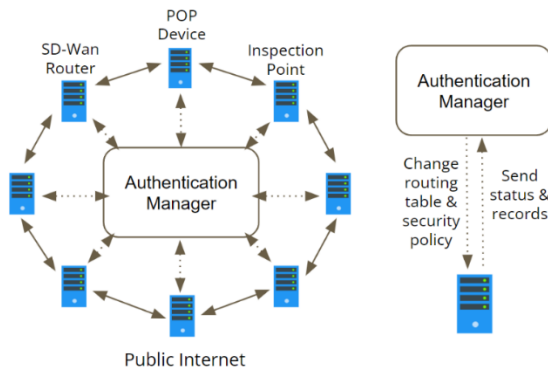 POP
Device
SD-Wan
Router
Inspection
Point
Authentication
Manager
Public Internet
Authentication
Manager
Change
routing
table &
security
policy
Send
status &
records